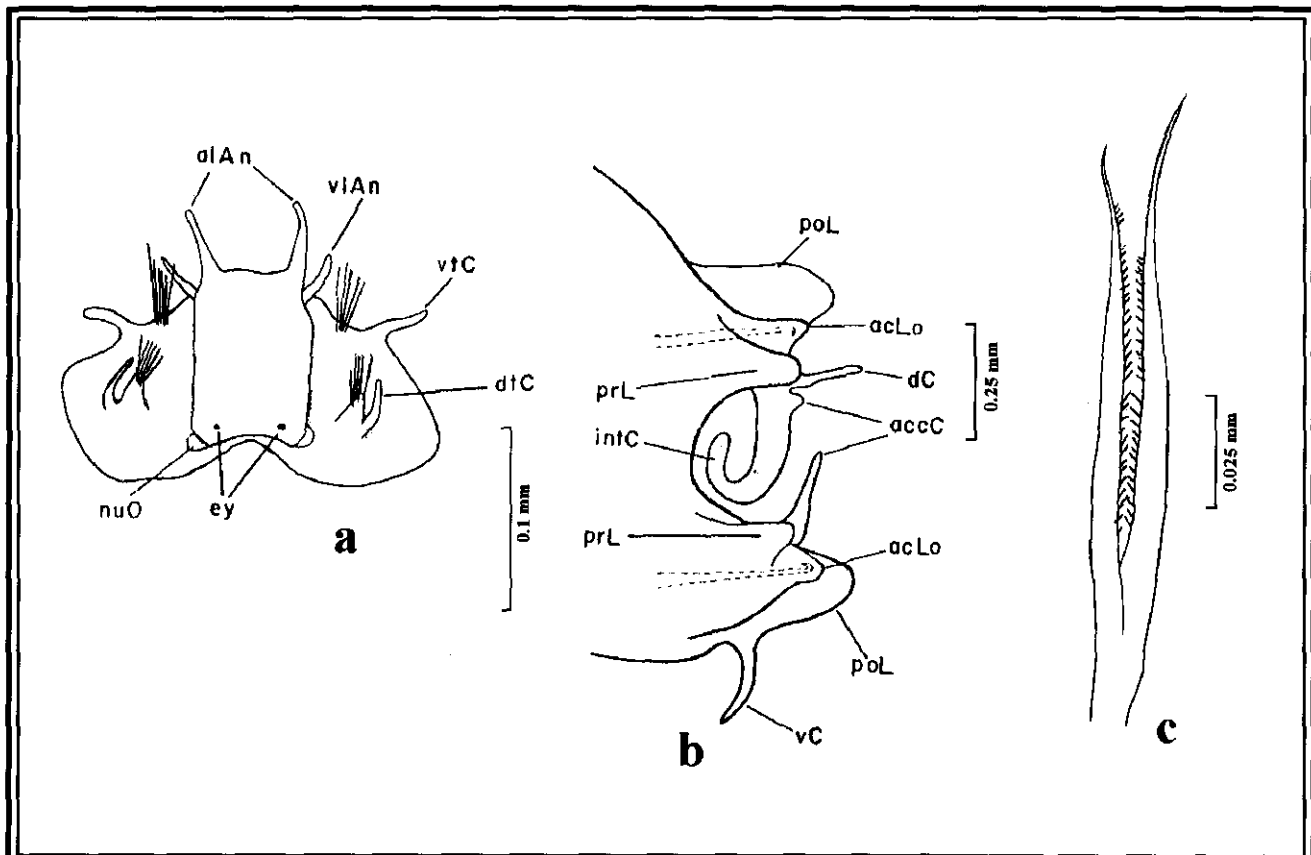 alAn
vlAn
vtC
dtC
nuO
ey
0.1 mm
a
poL
acLo
prL
dC
accC
intC
0.25 mm
prL
acLo
poL
vC
b
0.025 mm
c